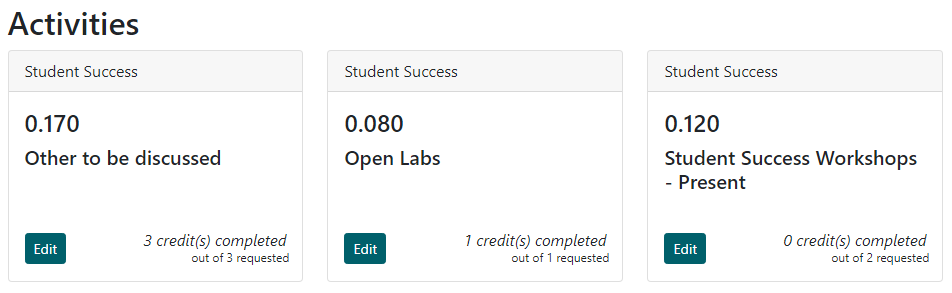 Activities
Student Success
0.170
Other to be discussed
Edit
3 credit(s) completed
out of 3 requested
Student Success
0.080
Open Labs
Edit
1 credit(s) completed
out of 1 requested
Student Success
0.120
Student Success Workshops
- Present
Edit
0 credit(s) completed
out of 2 requested